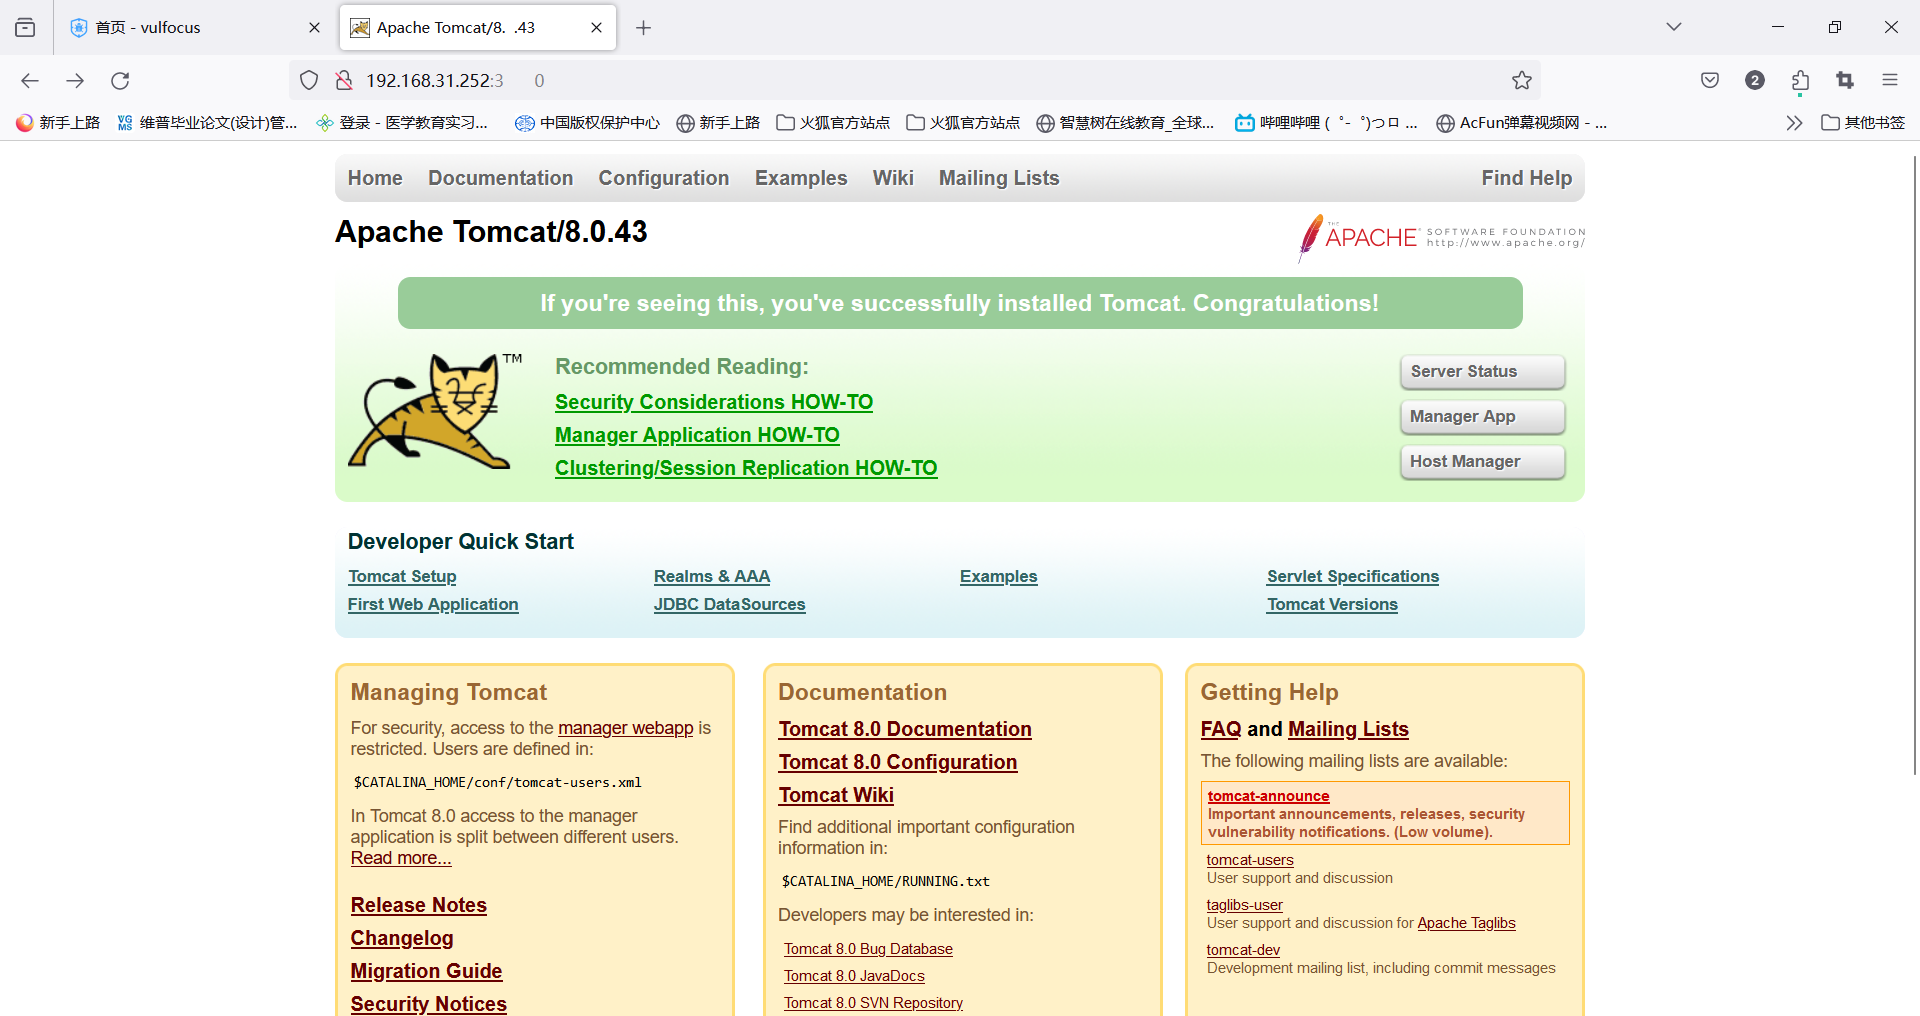 首页 - vulfocus
Apache Tomcat/8. .43
192.168.31.252:3 0
2
新手上路
VG MS 维普毕业论文(设计)管...
登录 - 医学教育实习...
中国版权保护中心
新手上路
火狐官方站点
火狐官方站点
智慧树在线教育_全球...
哔哩哔哩 ( ゜- ゜)つロ ...
AcFun弹幕视频网 - ...
其他书签
Home Documentation Configuration Examples Wiki Mailing Lists Find Help
Apache Tomcat/8.0.43
THE APACHE SOFTWARE FOUNDATION
http://www.apache.org/
If you're seeing this, you've successfully installed Tomcat. Congratulations!
TM
Recommended Reading:
Security Considerations HOW-TO
Manager Application HOW-TO
Clustering/Session Replication HOW-TO
Server Status
Manager App
Host Manager
Developer Quick Start
Tomcat Setup
First Web Application
Realms & AAA
JDBC DataSources
Examples
Servlet Specifications
Tomcat Versions
Managing Tomcat
For security, access to the manager webapp is
restricted. Users are defined in:
$CATALINA_HOME/conf/tomcat-users.xml
In Tomcat 8.0 access to the manager
application is split between different users.
Read more...
Release Notes
Changelog
Migration Guide
Security Notices
Documentation
Tomcat 8.0 Documentation
Tomcat 8.0 Configuration
Tomcat Wiki
Find additional important configuration
information in:
$CATALINA_HOME/RUNNING.txt
Developers may be interested in:
Tomcat 8.0 Bug Database
Tomcat 8.0 JavaDocs
Tomcat 8.0 SVN Repository
Getting Help
FAQ and Mailing Lists
The following mailing lists are available:
tomcat-announce
Important announcements, releases, security
vulnerability notifications. (Low volume).
tomcat-users
User support and discussion
taglibs-user
User support and discussion for Apache Taglibs
tomcat-dev
Development mailing list, including commit messages